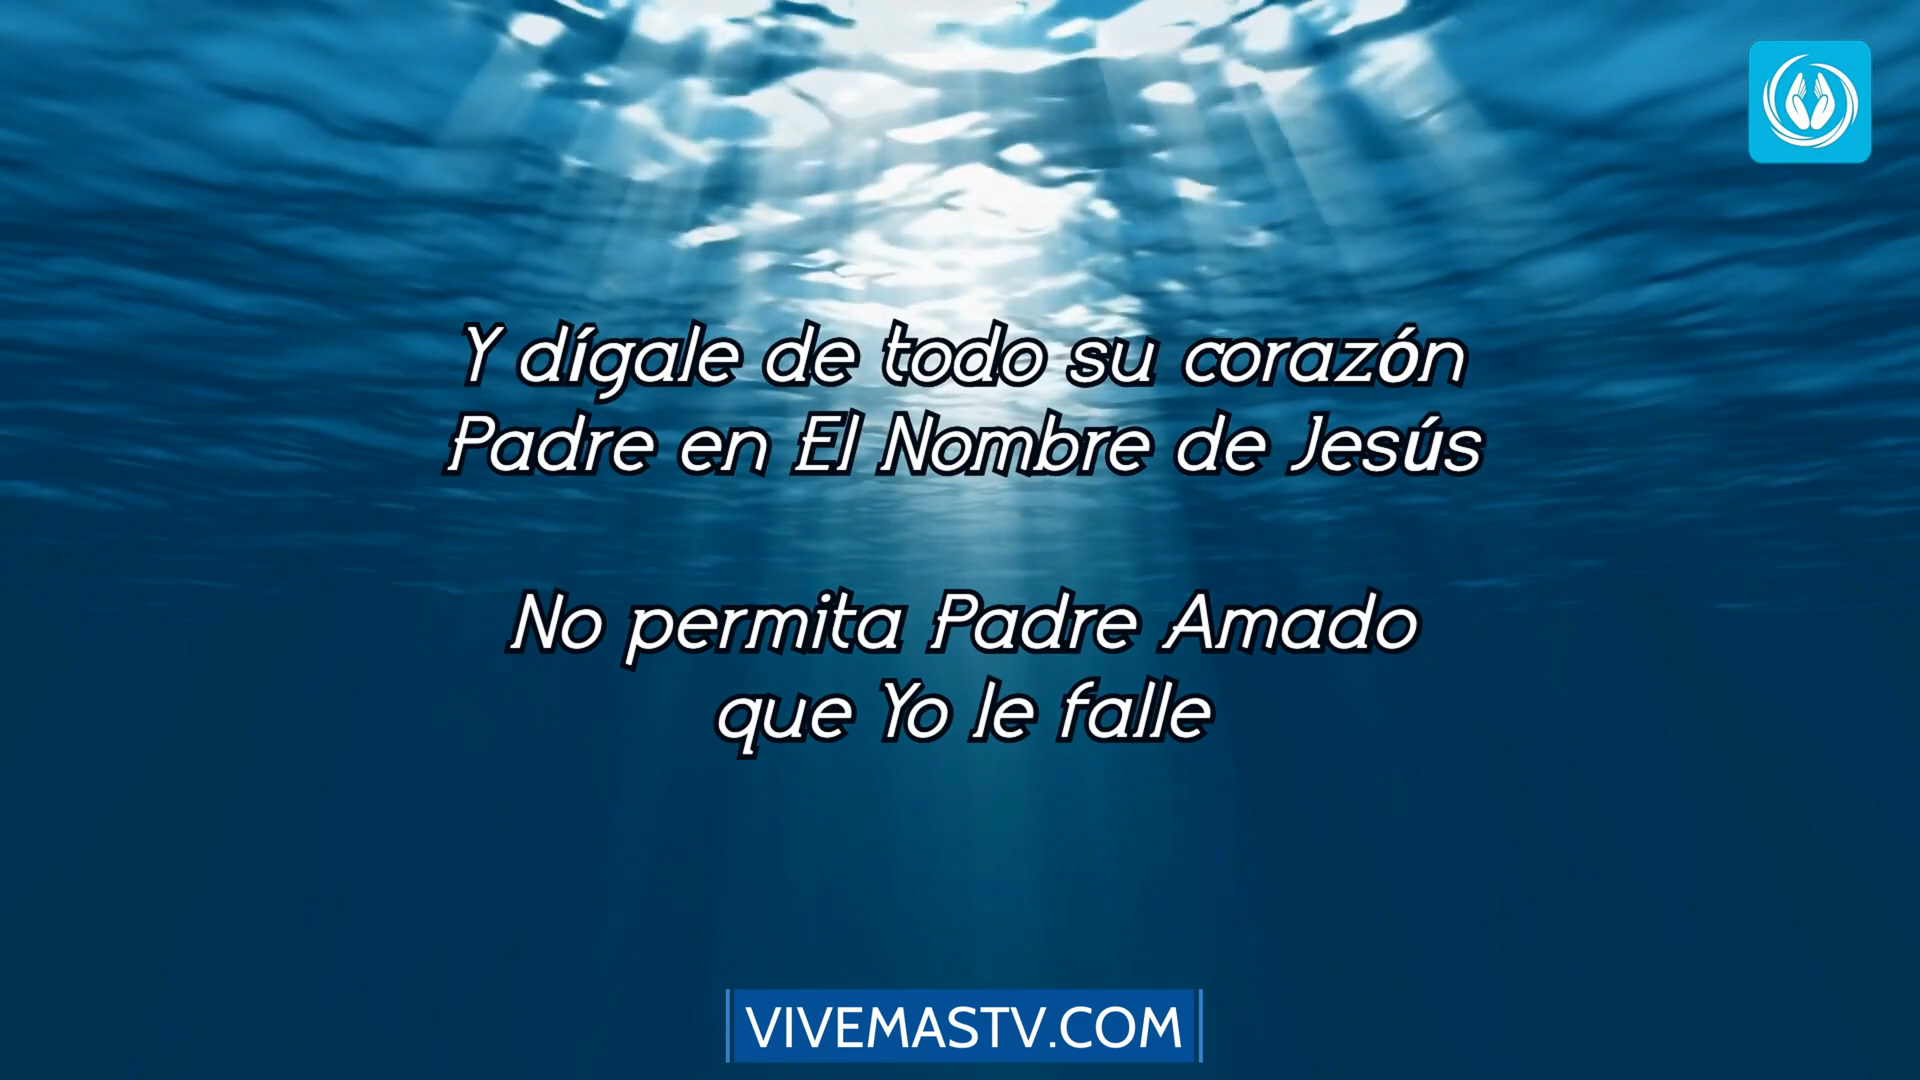 Y dígale de todo su corazón
Padre en El Nombre de Jesús
No permita Padre Amado
que Yo le falle
VIVEMASTV.COM